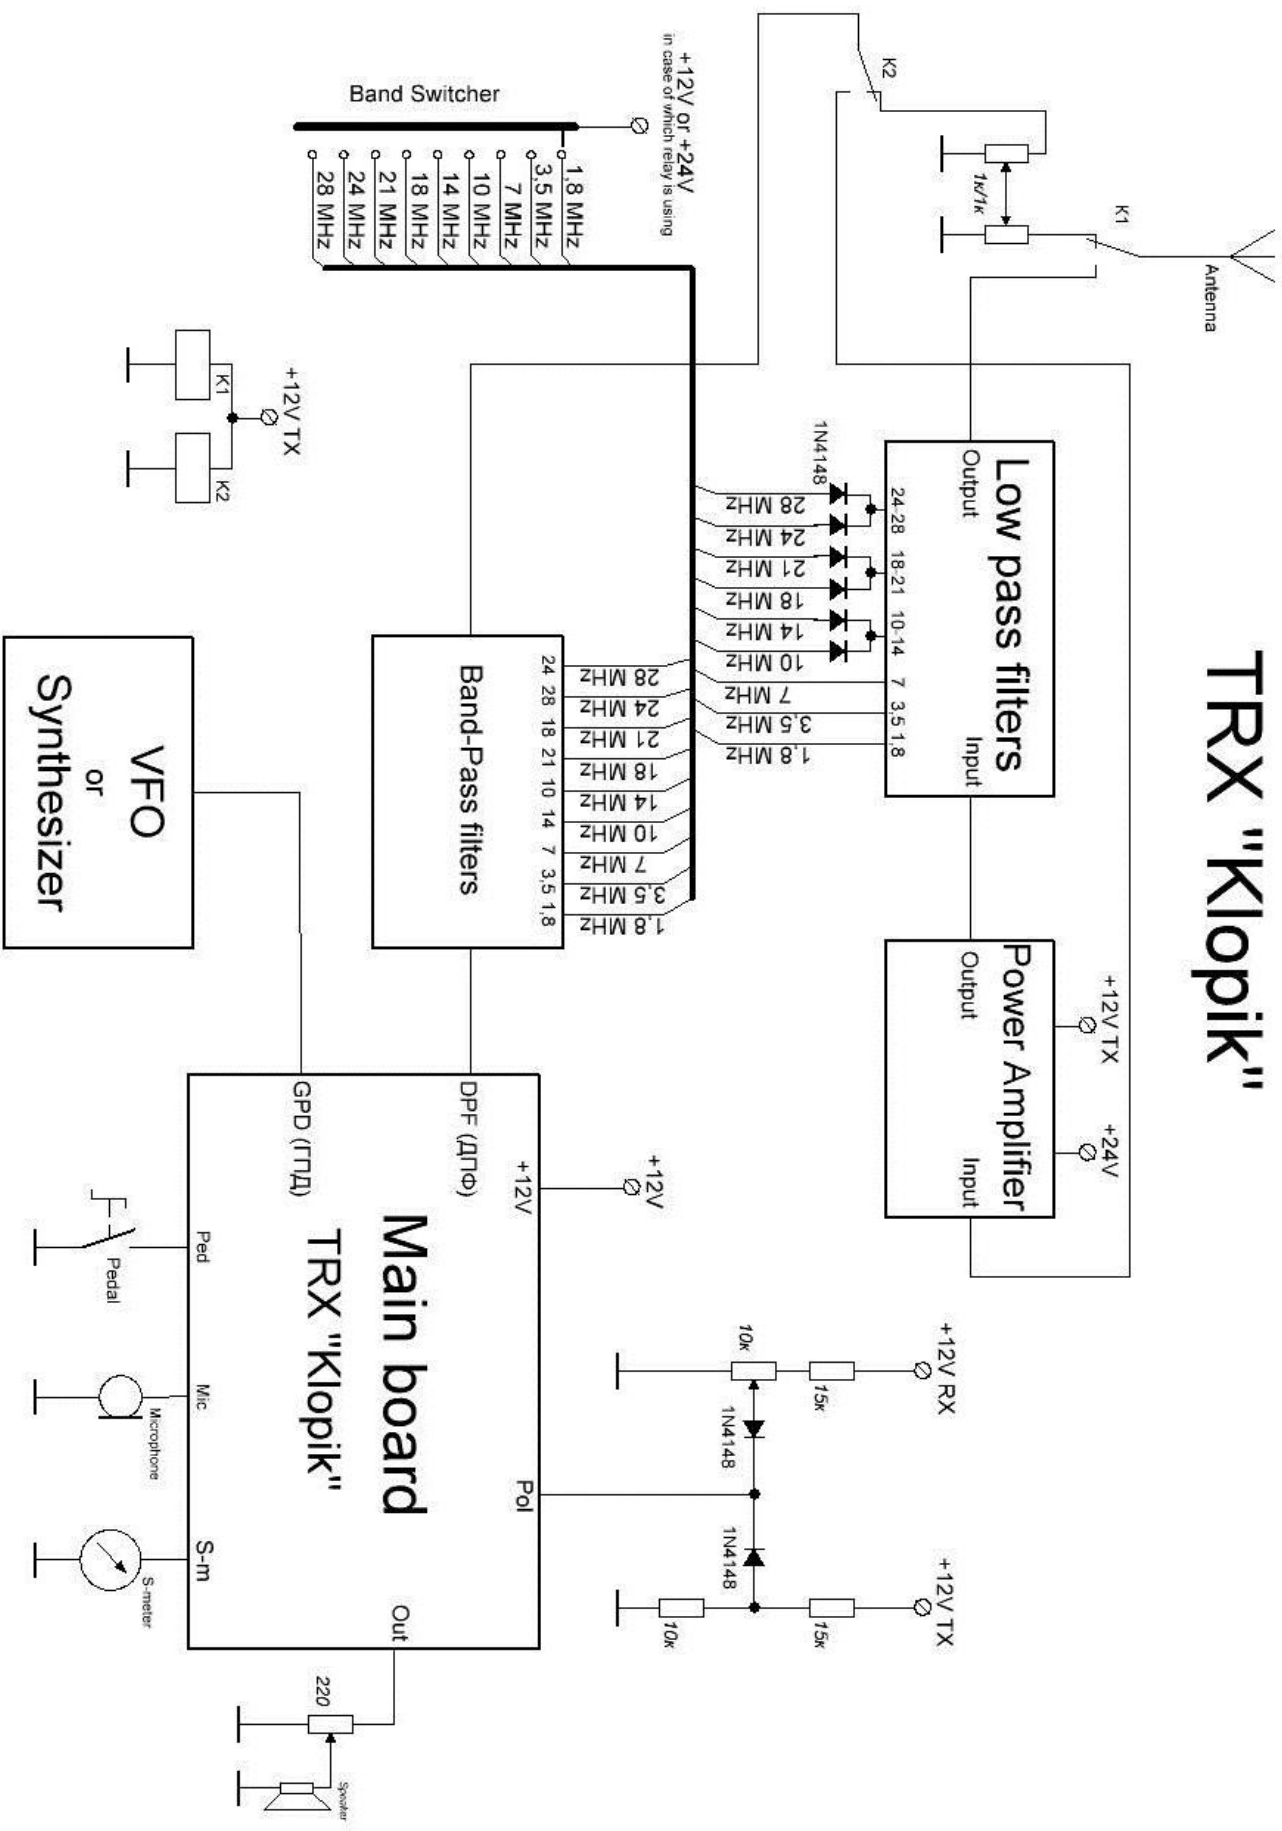 TRX "Klopik"
Antenna
K1
1к/1к
K2
+12V or +24V
in case of which relay is using
Band Switcher
1,8 MHz
3,5 MHz
7 MHz
10 MHz
14 MHz
18 MHz
21 MHz
24 MHz
28 MHz
+12V TX
K1
K2
Low pass filters
Output
Input
24-28
18-21
10-14
7
3,5
1,8
1N4148
28 MHz
24 MHz
21 MHz
18 MHz
14 MHz
10 MHz
7 MHz
3,5 MHz
1,8 MHz
Band-Pass filters
24
28
18
21
10
14
7
3,5
1,8
28 MHz
24 MHz
21 MHz
18 MHz
14 MHz
10 MHz
7 MHz
3,5 MHz
1,8 MHz
Power Amplifier
Output
Input
+12V TX
+24V
VFO
or
Synthesizer
Main board
TRX "Klopik"
GPD (ГПД)
DPF (ДПФ)
+12V
+12V
Ped
Pedal
Mic
Microphone
S-m
S-meter
Pol
Out
+12V RX
15к
10к
1N4148
1N4148
+12V TX
15к
10к
220
Speaker